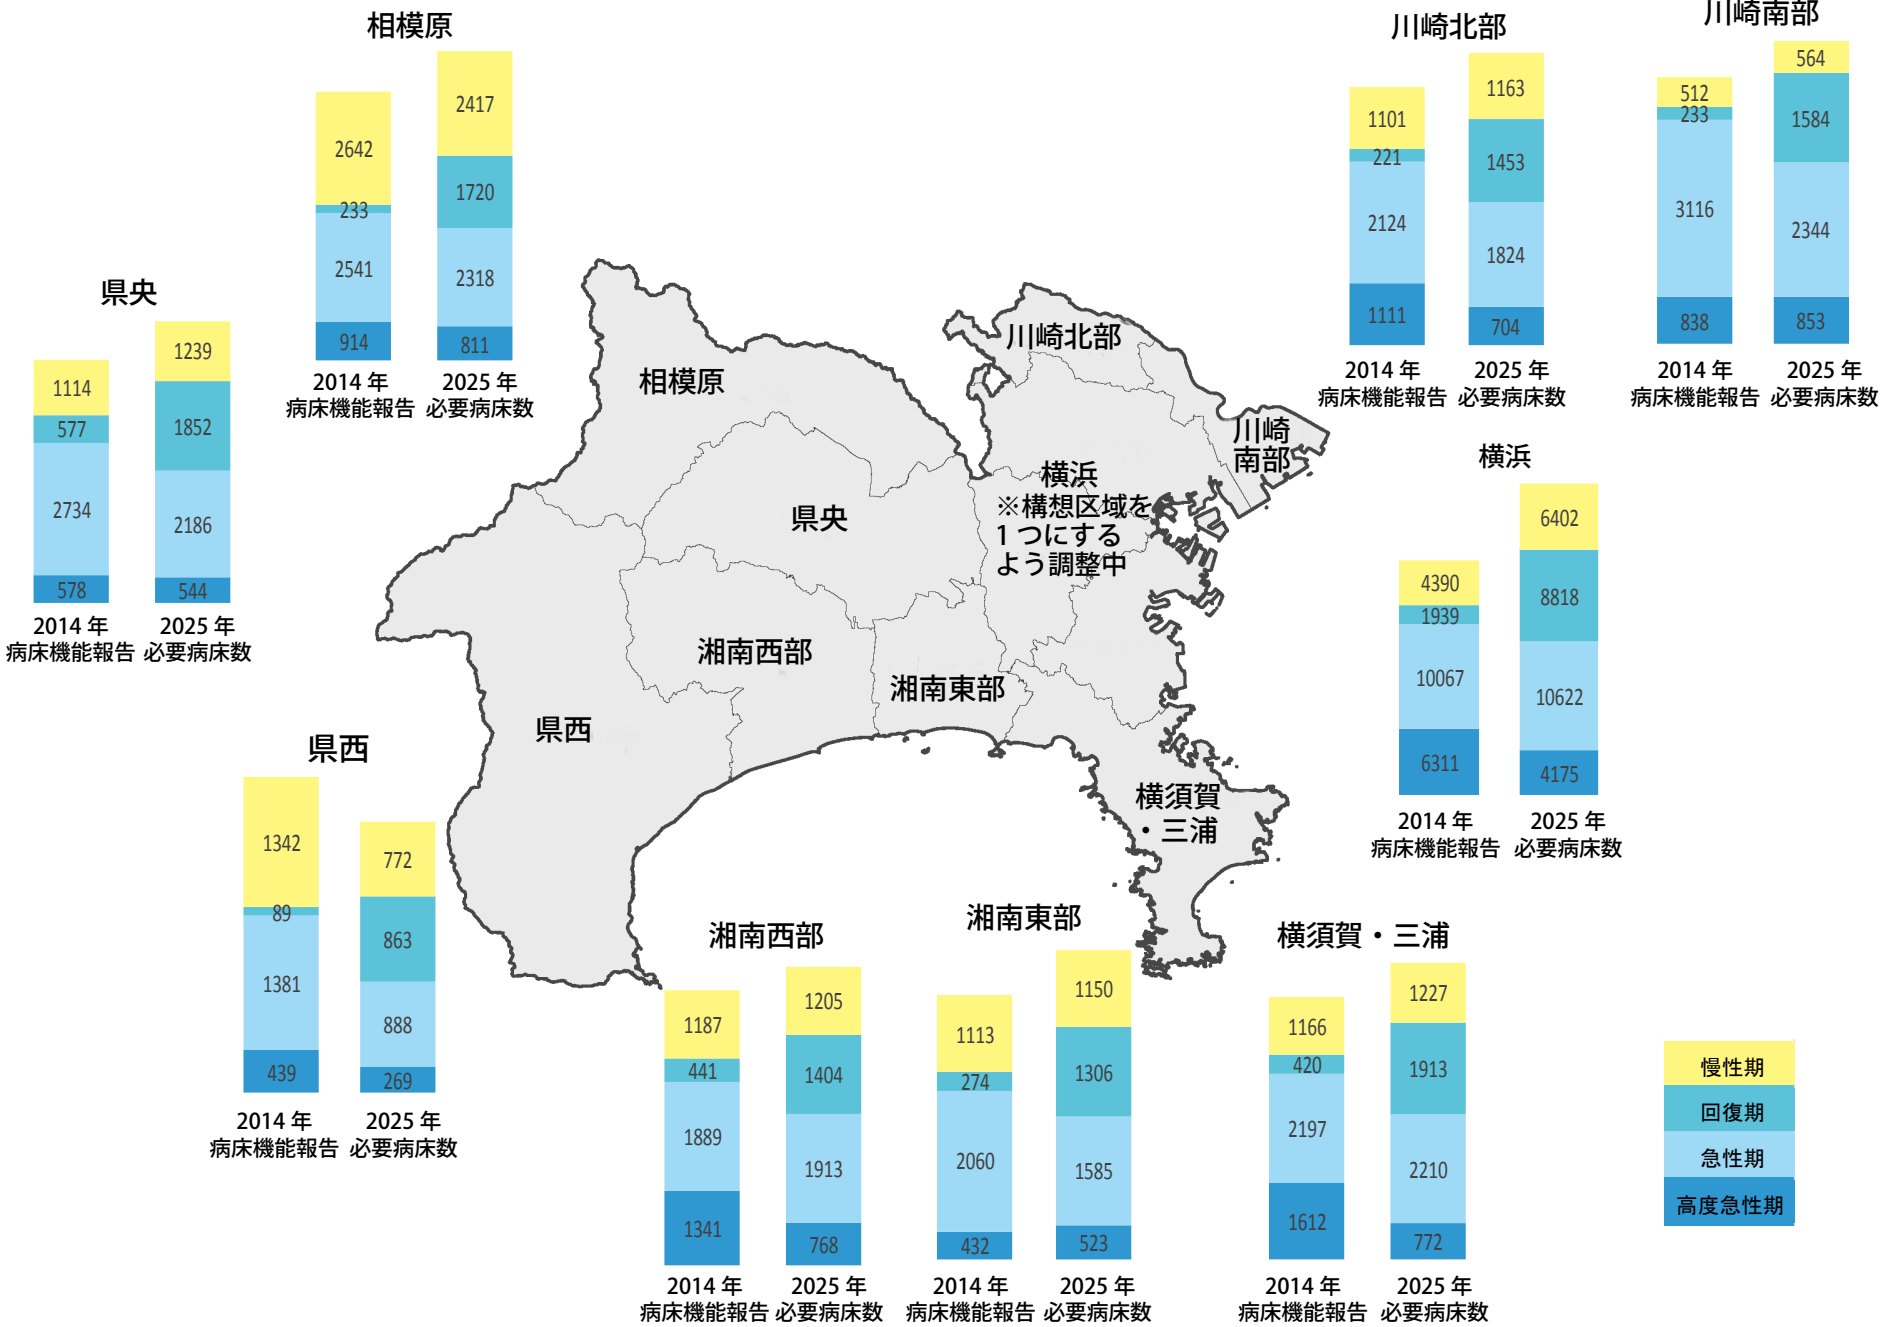 相模原
2642
233
2541
914
2014 年
病床機能報告
2417
1720
2318
811
2025 年
必要病床数
川崎北部
1101
221
2124
1111
2014 年
病床機能報告
1163
1453
1824
704
2025 年
必要病床数
川崎南部
512
233
3116
838
2014 年
病床機能報告
564
1584
2344
853
2025 年
必要病床数
県央
1114
577
2734
578
2014 年
病床機能報告
1239
1852
2186
544
2025 年
必要病床数
横浜
4390
1939
10067
6311
2014 年
病床機能報告
6402
8818
10622
4175
2025 年
必要病床数
川崎北部
相模原
川崎
南部
横浜
※構想区域を
1 つにする
よう調整中
県央
湘南西部
湘南東部
県西
横須賀
・三浦
県西
1342
89
1381
439
2014 年
病床機能報告
772
863
888
269
2025 年
必要病床数
湘南西部
1187
441
1889
1341
2014 年
病床機能報告
1205
1404
1913
768
2025 年
必要病床数
湘南東部
1113
274
2060
432
2014 年
病床機能報告
1150
1306
1585
523
2025 年
必要病床数
横須賀・三浦
1166
420
2197
1612
2014 年
病床機能報告
1227
1913
2210
772
2025 年
必要病床数
慢性期
回復期
急性期
高度急性期